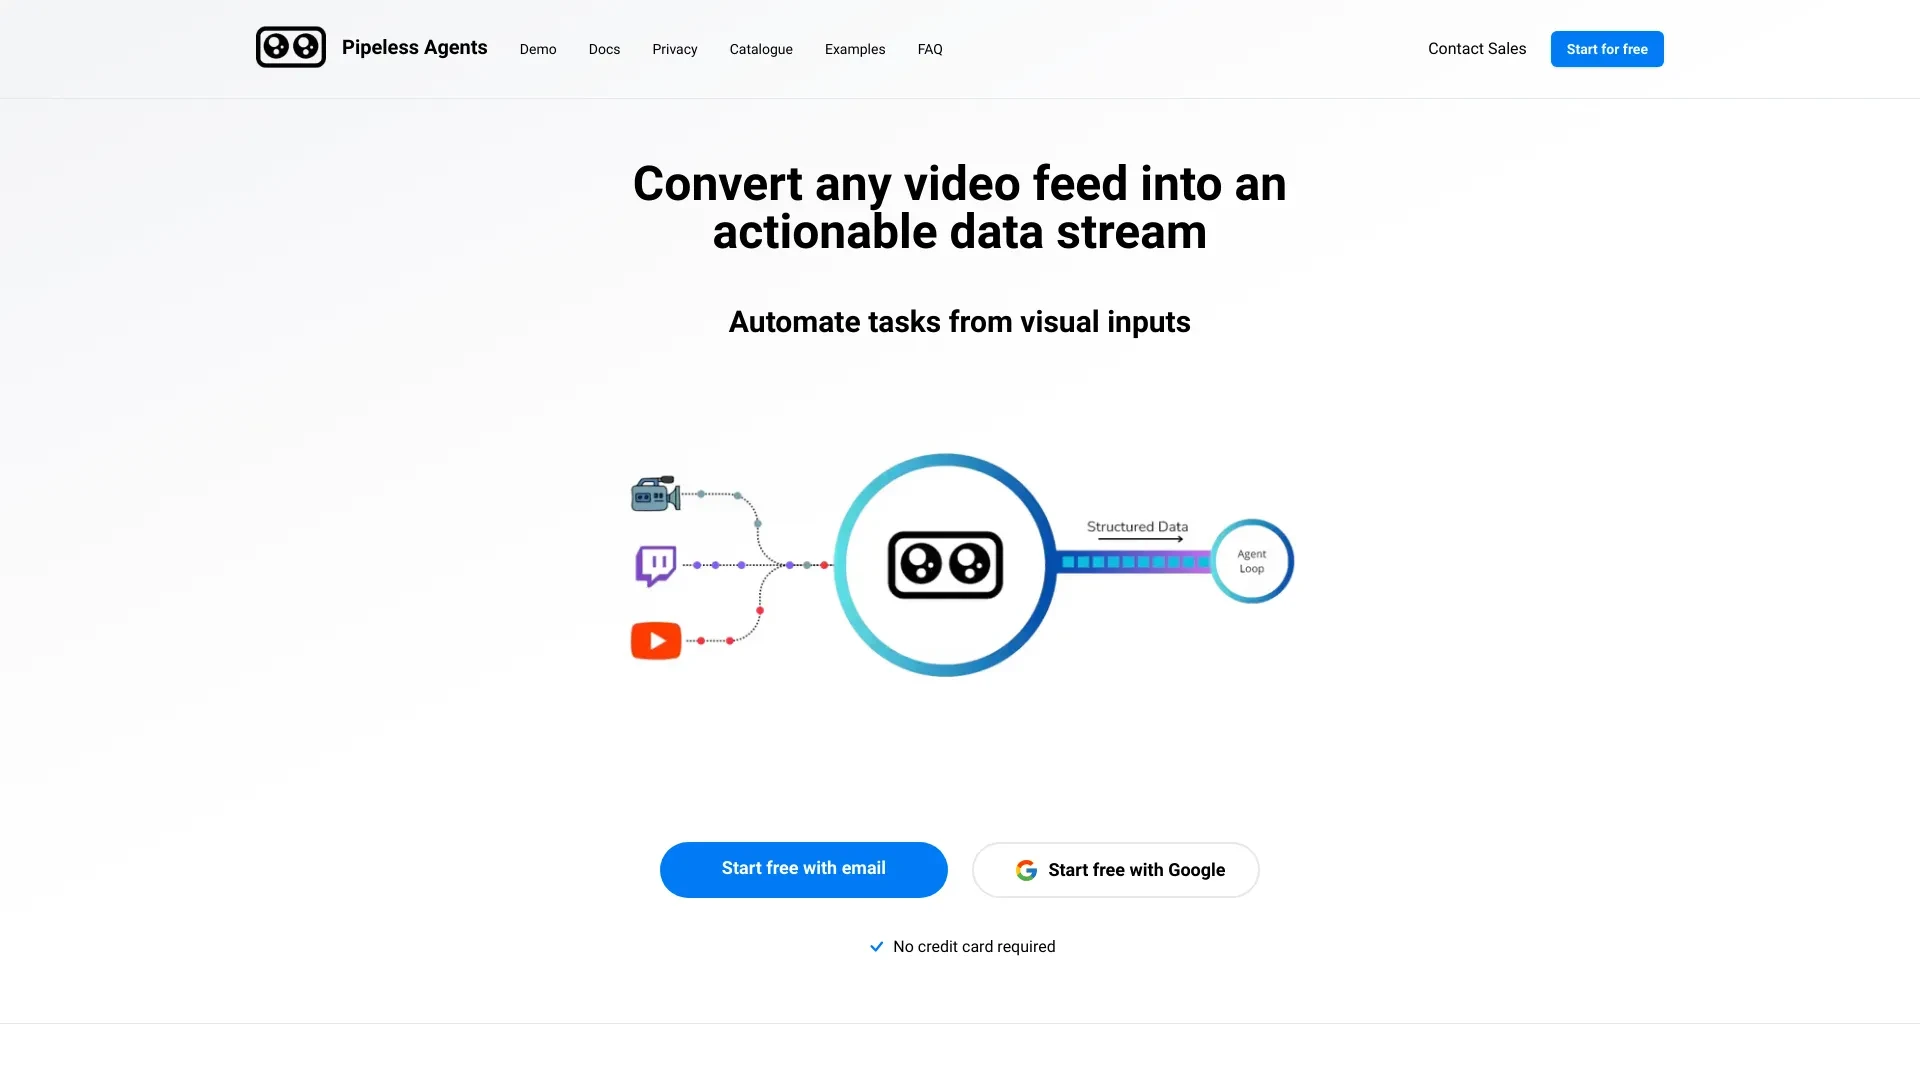 Pipeless Agents
Demo
Docs
Privacy
Catalogue
Examples
FAQ
Contact Sales
Start for free
Convert any video feed into an
actionable data stream
Automate tasks from visual inputs
Structured Data
Agent
Loop
Start free with email
Start free with Google
No credit card required